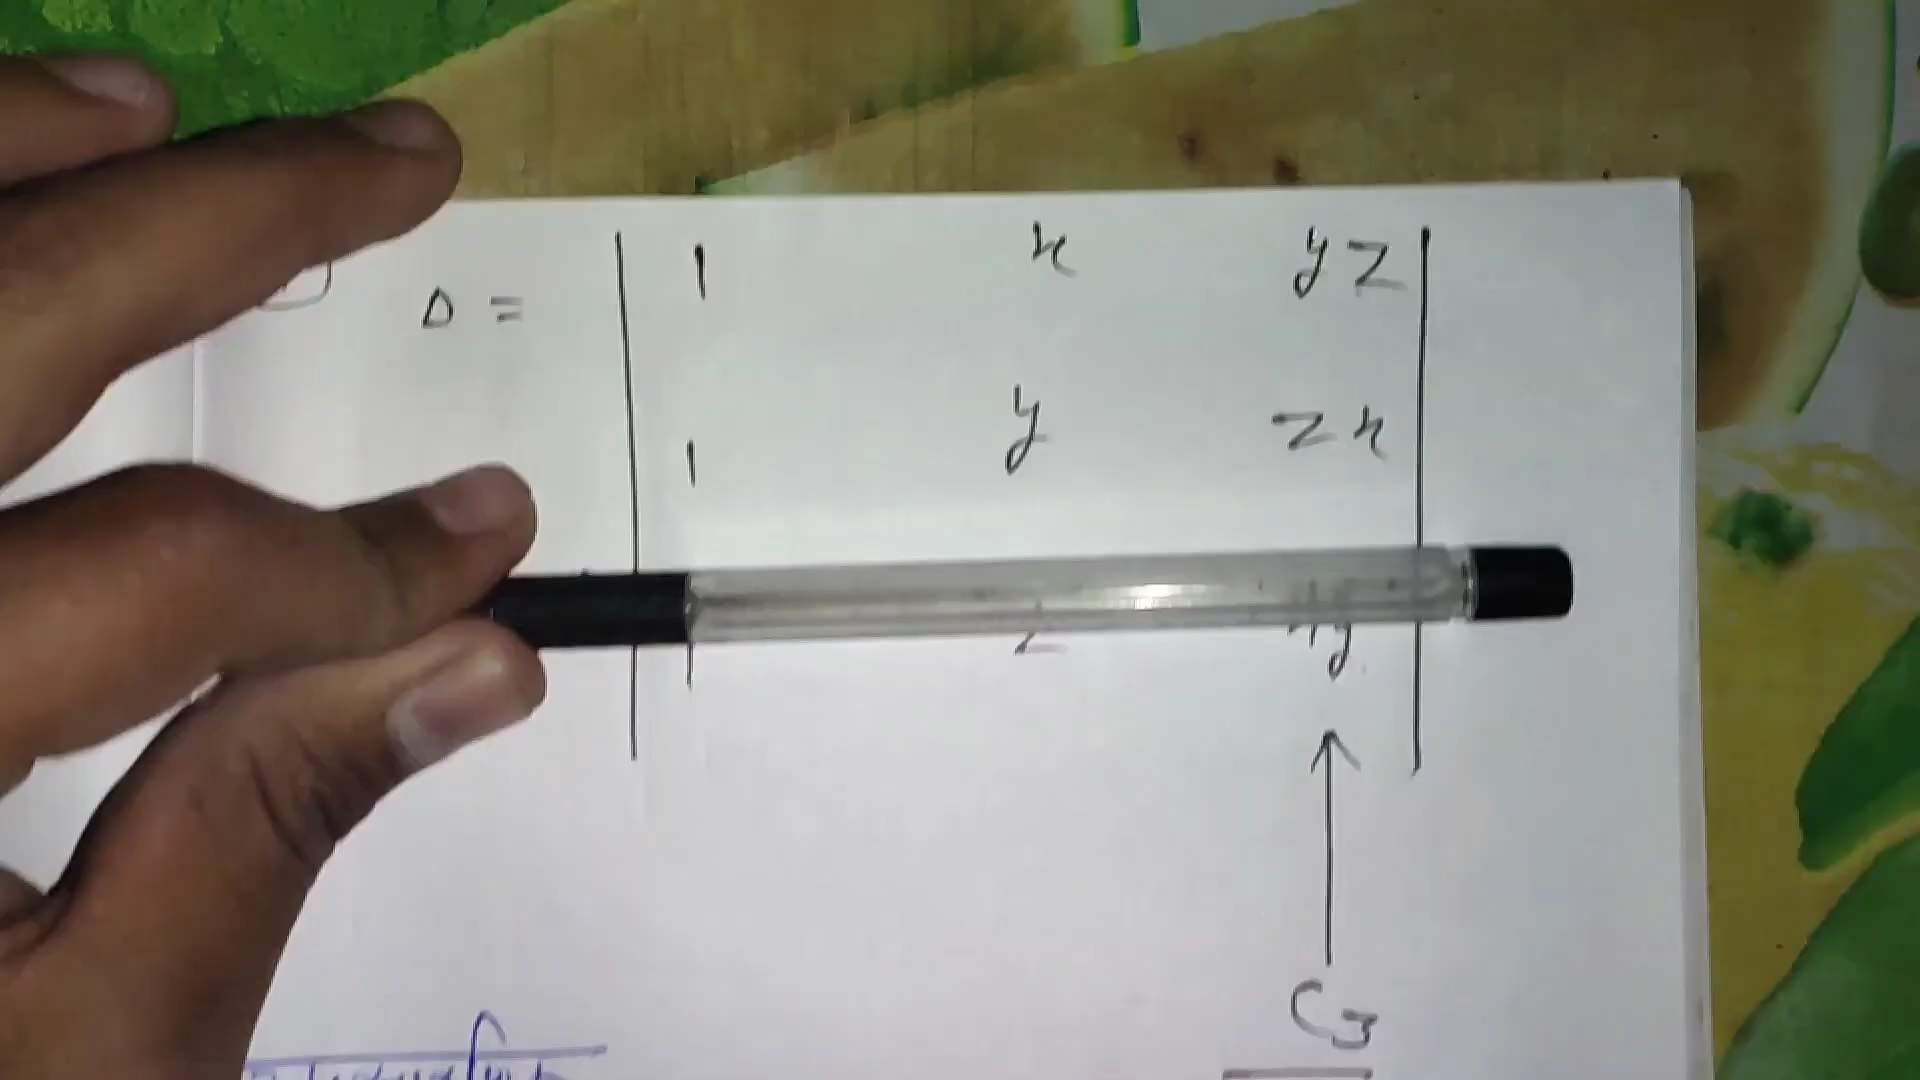 Δ = | 1 x yz |
1 y zx
1 z xy
C3